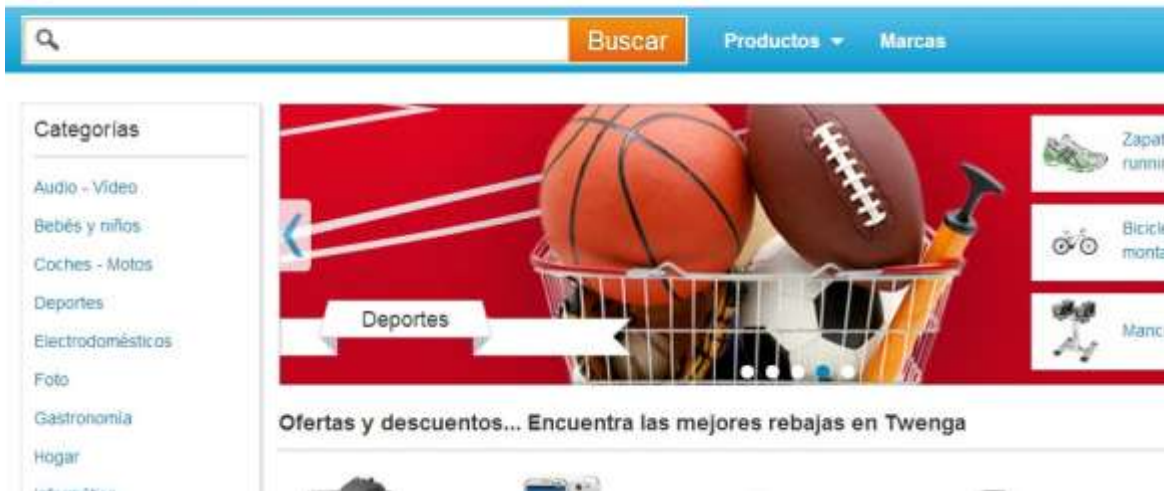 Buscar
Productos
Marcas
Categorías
Audio - Vídeo
Bebés y niños
Coches - Motos
Deportes
Electrodomésticos
Foto
Gastronomía
Hogar
Deportes
Ofertas y descuentos... Encuentra las mejores rebajas en Twenga